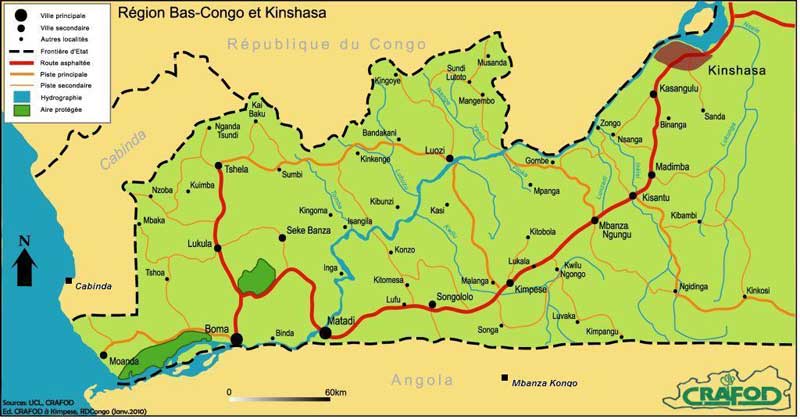 Région Bas-Congo et Kinshasa
Ville principale
Ville secondaire
Autres localités
Frontière d'Etat
Route asphaltée
Piste principale
Piste secondaire
Hydrographie
Aire protégée
République du Congo
Cabinda
Kinshasa
Kasangulu
Kingoye
Sundi
Lutoto
Musanda
Mangembo
Kai
Baku
Nganda
Tsundi
Bandakani
Kinkenge
Luozi
Gombe
Zongo
Nsanga
Binanga
Sanda
Tshela
Sumbi
Kuimba
Nzoba
Mbaka
Kingoma
Isangila
Kibunzi
Kasi
Mpanga
Madimba
Kisantu
Kibambi
Mbanza
Ngungu
Kitobola
Lukula
Seke Banza
Konzo
Inga
Kitomesa
Lukala
Kwilu
Ngongo
Malanga
Kimpese
Ngidinga
Kinkosi
Tshoa
Lufu
Songololo
Luvaka
Kimpangu
Songa
Boma
Binda
Matadi
Moanda
N
Cabinda
Angola
Mbanza Kongo
0
60km
CRAFOD
Sources: UCL, CRAFOD
Ed. CRAFOD à Kimpese, RDCongo (Janv.2010)